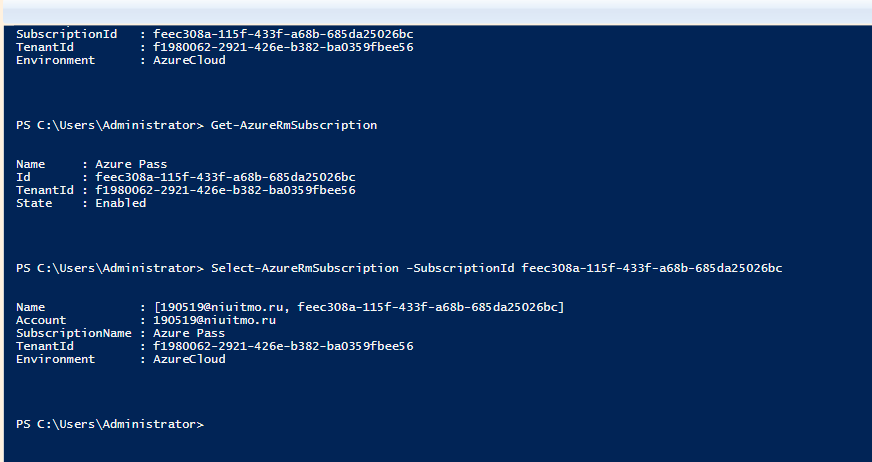 SubscriptionId   : feec308a-115f-433f-a68b-685da25026bc
TenantId         : f1980062-2921-426e-b382-ba0359fbee56
Environment      : AzureCloud
PS C:\Users\Administrator> Get-AzureRmSubscription
Name     : Azure Pass
Id       : feec308a-115f-433f-a68b-685da25026bc
TenantId : f1980062-2921-426e-b382-ba0359fbee56
State    : Enabled
PS C:\Users\Administrator> Select-AzureRmSubscription -SubscriptionId feec308a-115f-433f-a68b-685da25026bc
Name             : [190519@niuitmo.ru, feec308a-115f-433f-a68b-685da25026bc]
Account          : 190519@niuitmo.ru
SubscriptionName : Azure Pass
TenantId         : f1980062-2921-426e-b382-ba0359fbee56
Environment      : AzureCloud
PS C:\Users\Administrator>